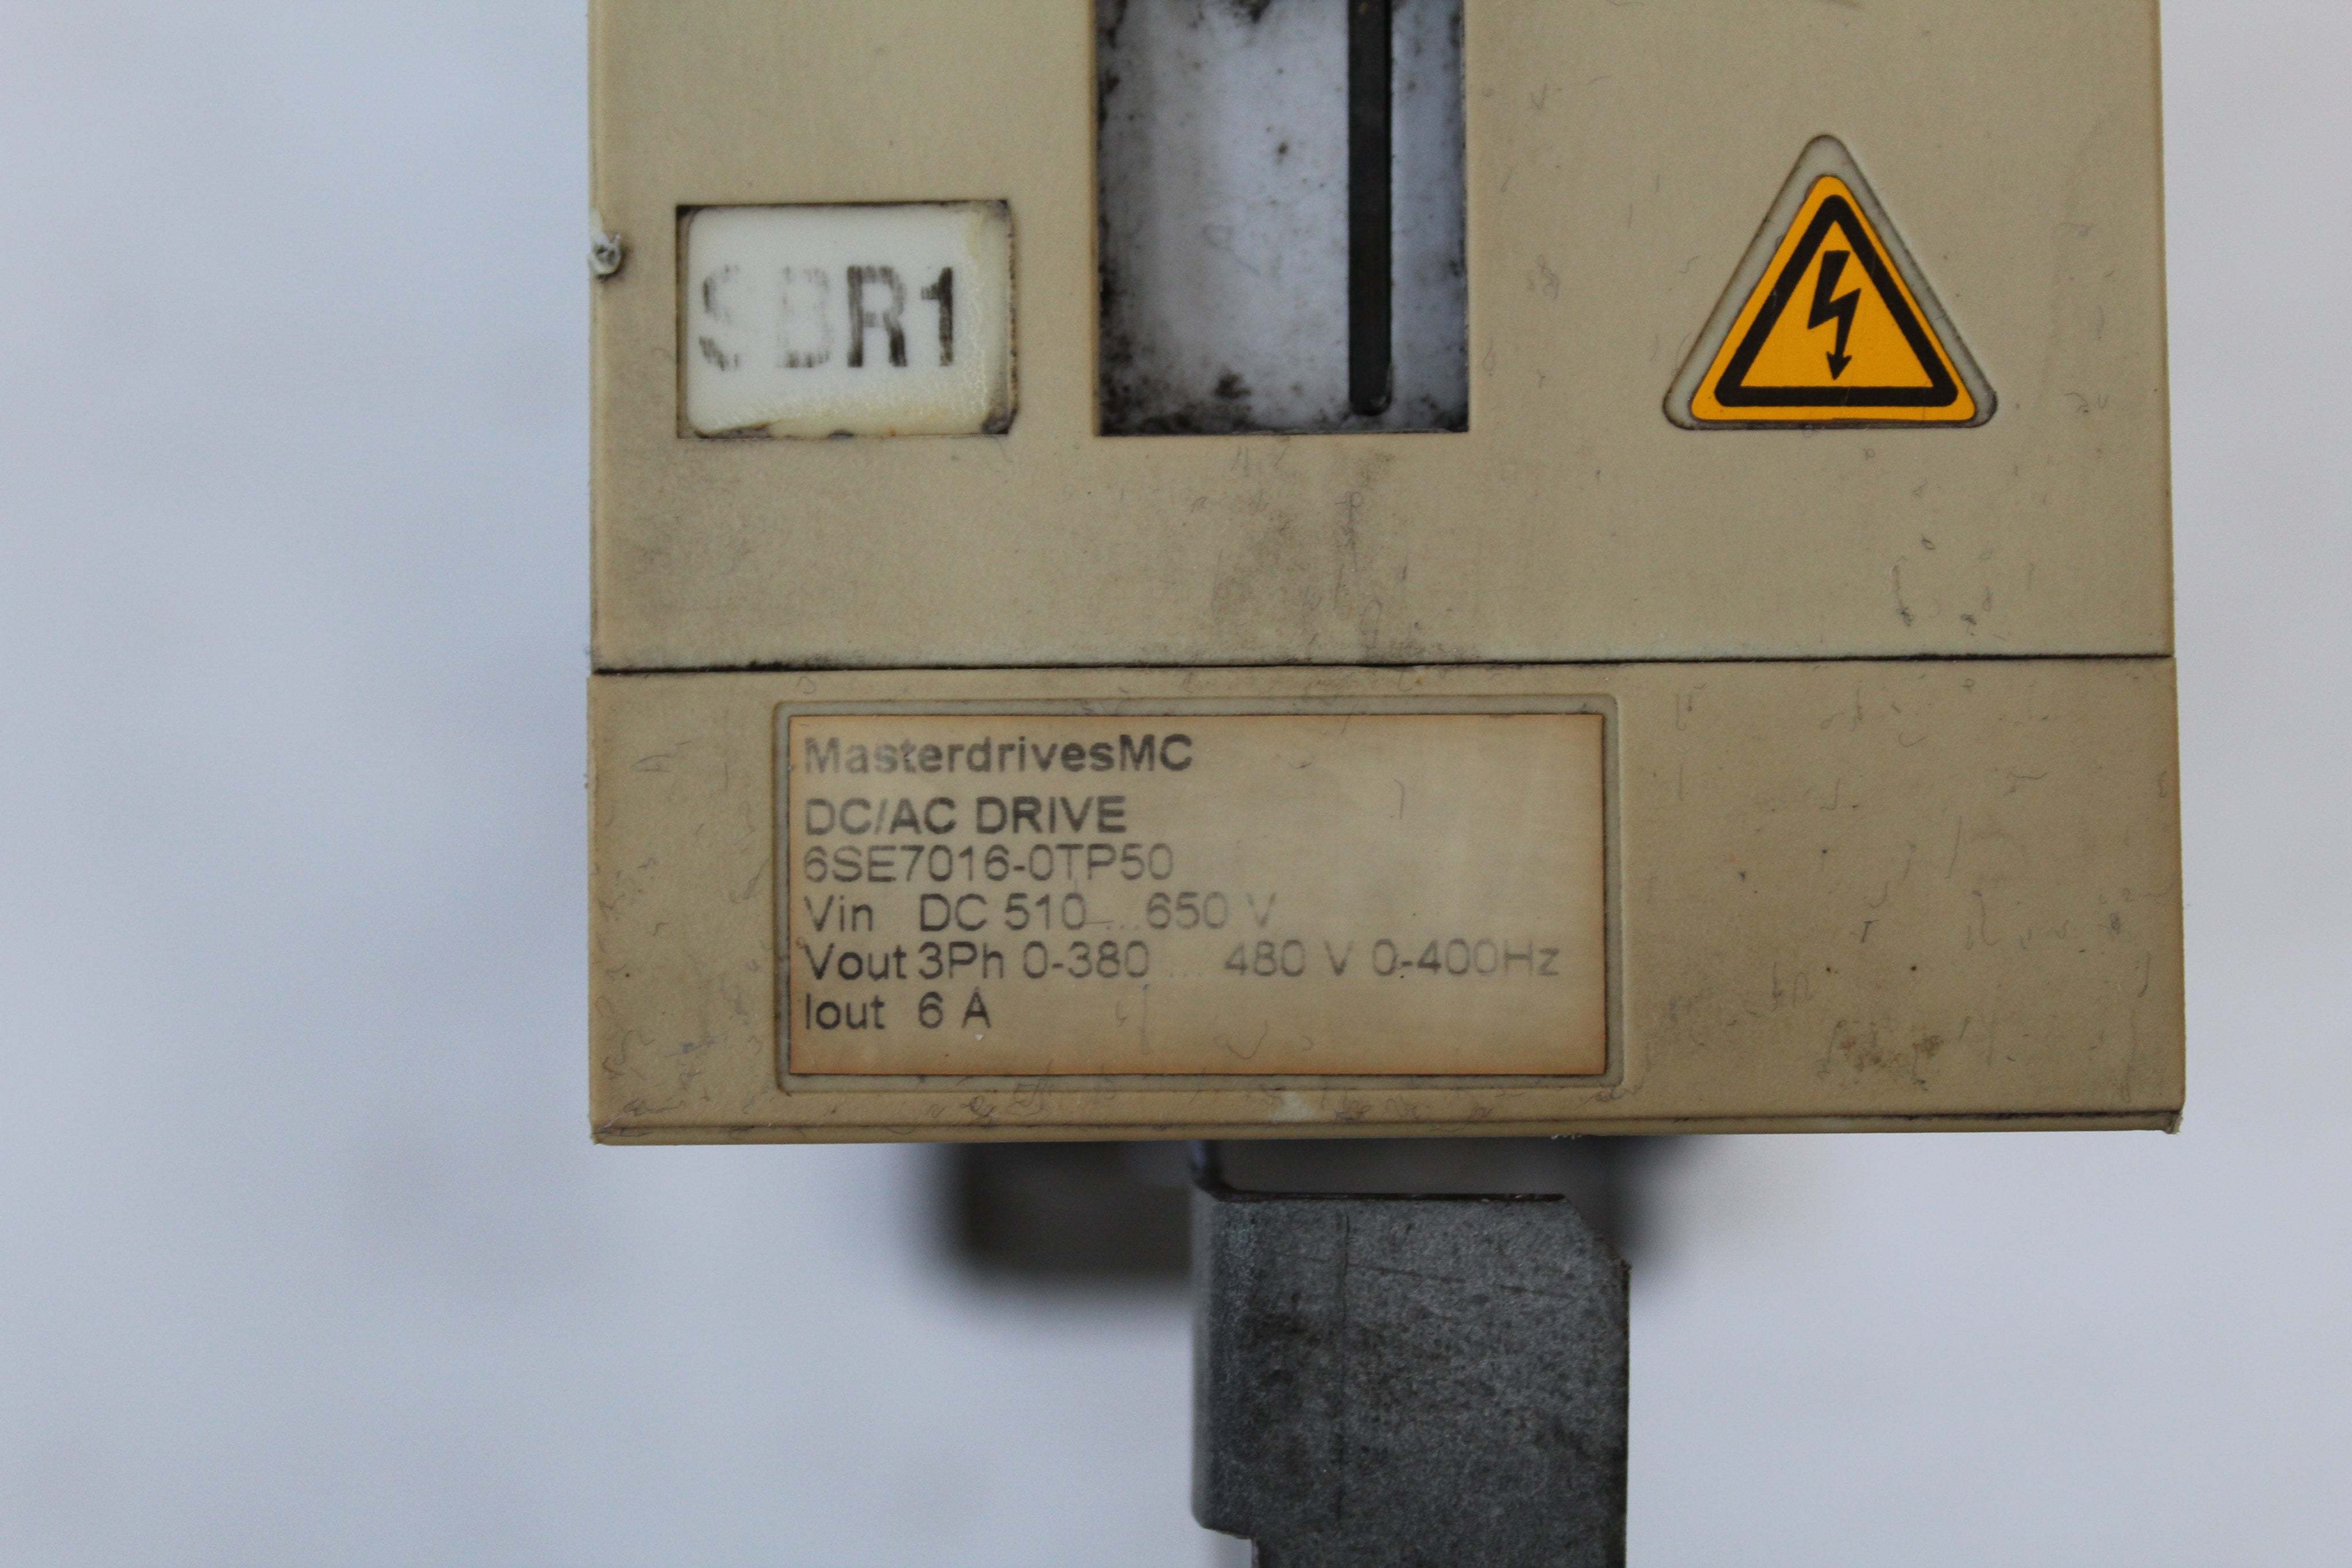 SBR1
MasterdrivesMC
DC/AC DRIVE
6SE7016-0TP50
Vin DC 510 ... 650 V
Vout 3Ph 0-380 ... 480 V 0-400Hz
Iout 6 A